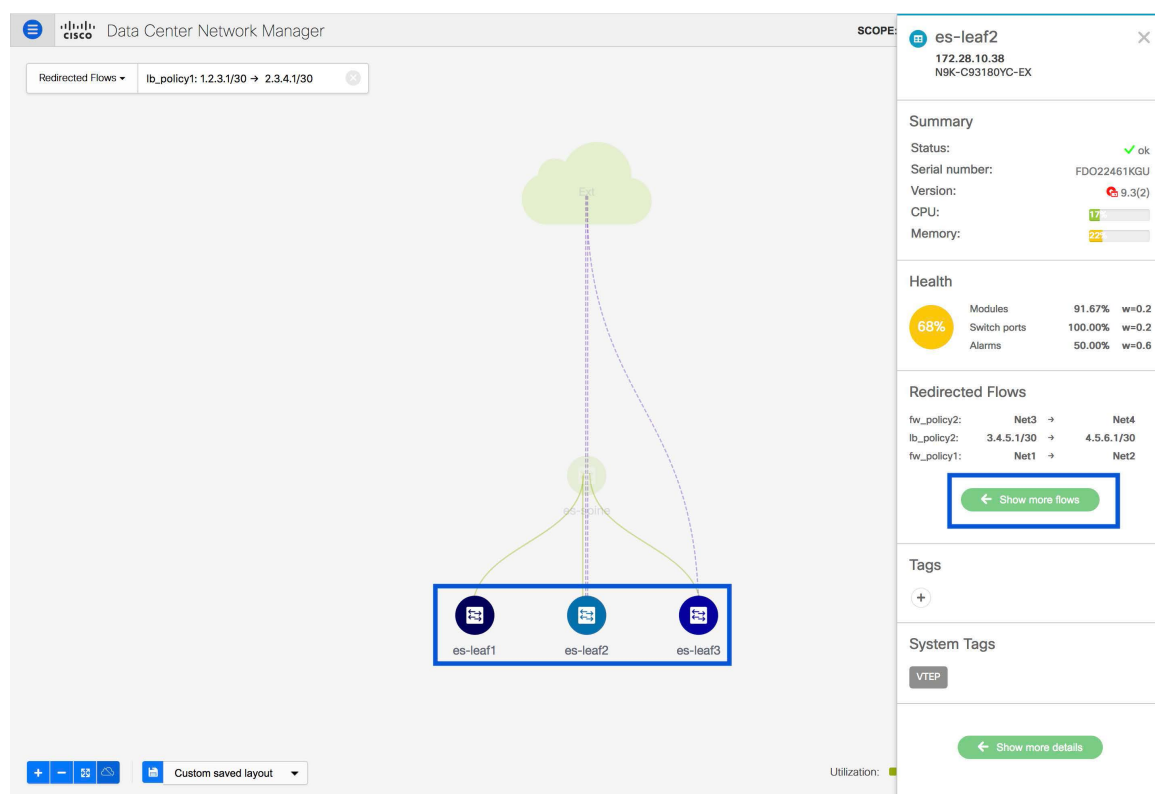 cisco Data Center Network Manager
SCOPE:
Redirected Flows
lb_policy1: 1.2.3.1/30 → 2.3.4.1/30
Ext
es-spine
es-leaf1
es-leaf2
es-leaf3
Custom saved layout
Utilization:
es-leaf2
172.28.10.38
N9K-C93180YC-EX
Summary
Status: ok
Serial number: FDO22461KGU
Version: 9.3(2)
CPU: 17%
Memory: 22%
Health
68%
Modules 91.67% w=0.2
Switch ports 100.00% w=0.2
Alarms 50.00% w=0.6
Redirected Flows
fw_policy2: Net3 → Net4
lb_policy2: 3.4.5.1/30 → 4.5.6.1/30
fw_policy1: Net1 → Net2
← Show more flows
Tags
+
System Tags
VTEP
← Show more details